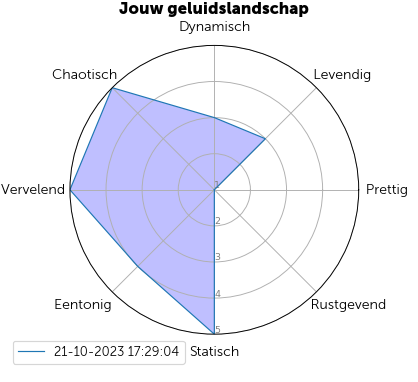 Jouw geluidslandschap
Dynamisch
Chaotisch
Levendig
Vervelend
1
Prettig
2
3
4
Eentonig
Rustgevend
5
21-10-2023 17:29:04
Statisch